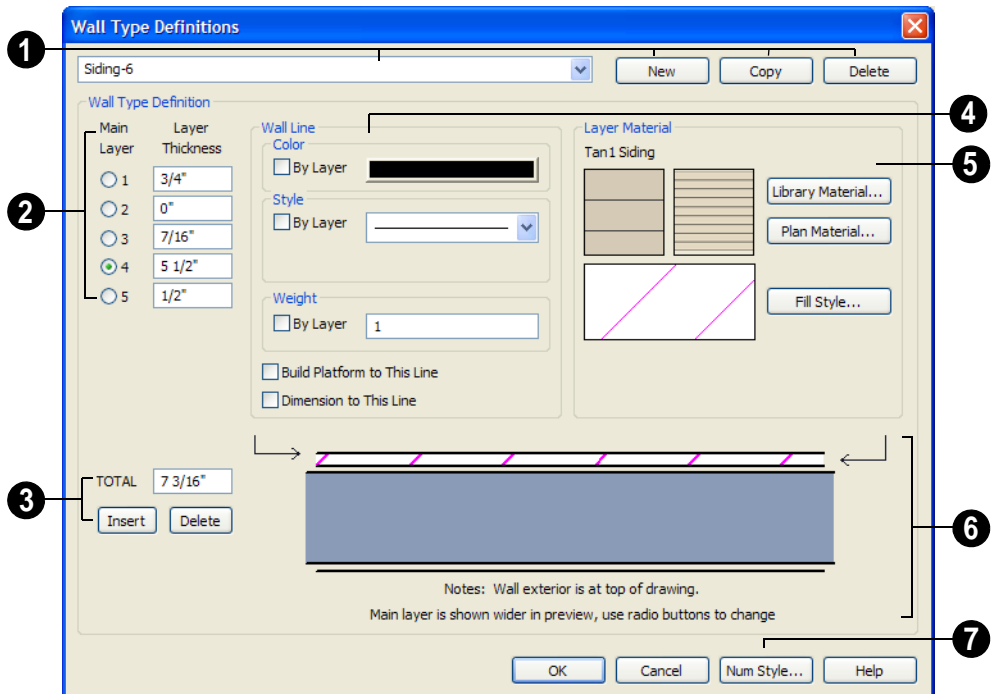 Wall Type Definitions
1
Siding-6
New
Copy
Delete
Wall Type Definition
Main Layer
Layer Thickness
1
3/4"
2
0"
3
7/16"
4
5 1/2"
5
1/2"
2
Wall Line
Color
By Layer
Style
By Layer
Weight
By Layer
1
Build Platform to This Line
Dimension to This Line
4
Layer Material
Tan1 Siding
Library Material...
Plan Material...
Fill Style...
5
3
TOTAL
7 3/16"
Insert
Delete
6
Notes: Wall exterior is at top of drawing.
Main layer is shown wider in preview, use radio buttons to change
7
OK
Cancel
Num Style...
Help